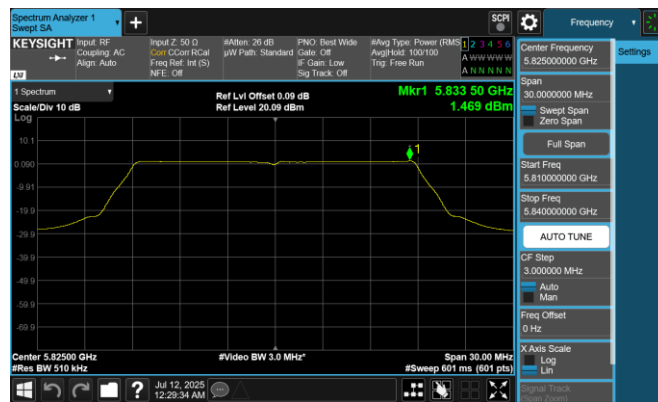 Spectrum Analyzer 1
Swept SA
SCPI
Frequency
KEYSIGHT
Input: RF
Coupling: AC
Align: Auto
Input Z: 50 Ω
Corr CCorr RCal
Freq Ref: Int (S)
NFE: Off
#Atten: 26 dB
µW Path: Standard
PNO: Best Wide
Gate: Off
IF Gain: Low
Sig Track: Off
#Avg Type: Power (RMS
Avg|Hold: 100/100
Trig: Free Run
1 2 3 4 5 6
A W W W W W
A N N N N N
LXI
1 Spectrum
Scale/Div 10 dB
Log
Ref Lvl Offset 0.09 dB
Ref Level 20.09 dBm
Mkr1 5.833 50 GHz
1.469 dBm
1
10.1
0.090
-9.91
-19.9
-29.9
-39.9
-49.9
-59.9
-69.9
Center 5.82500 GHz
#Res BW 510 kHz
#Video BW 3.0 MHz*
Span 30.00 MHz
#Sweep 601 ms (601 pts)
Center Frequency
5.825000000 GHz
Settings
Span
30.0000000 MHz
Swept Span
Zero Span
Full Span
Start Freq
5.810000000 GHz
Stop Freq
5.840000000 GHz
AUTO TUNE
CF Step
3.000000 MHz
Auto
Man
Freq Offset
0 Hz
X Axis Scale
Log
Lin
Signal Track
(Span Zoom)
?
Jul 12, 2025
12:29:34 AM